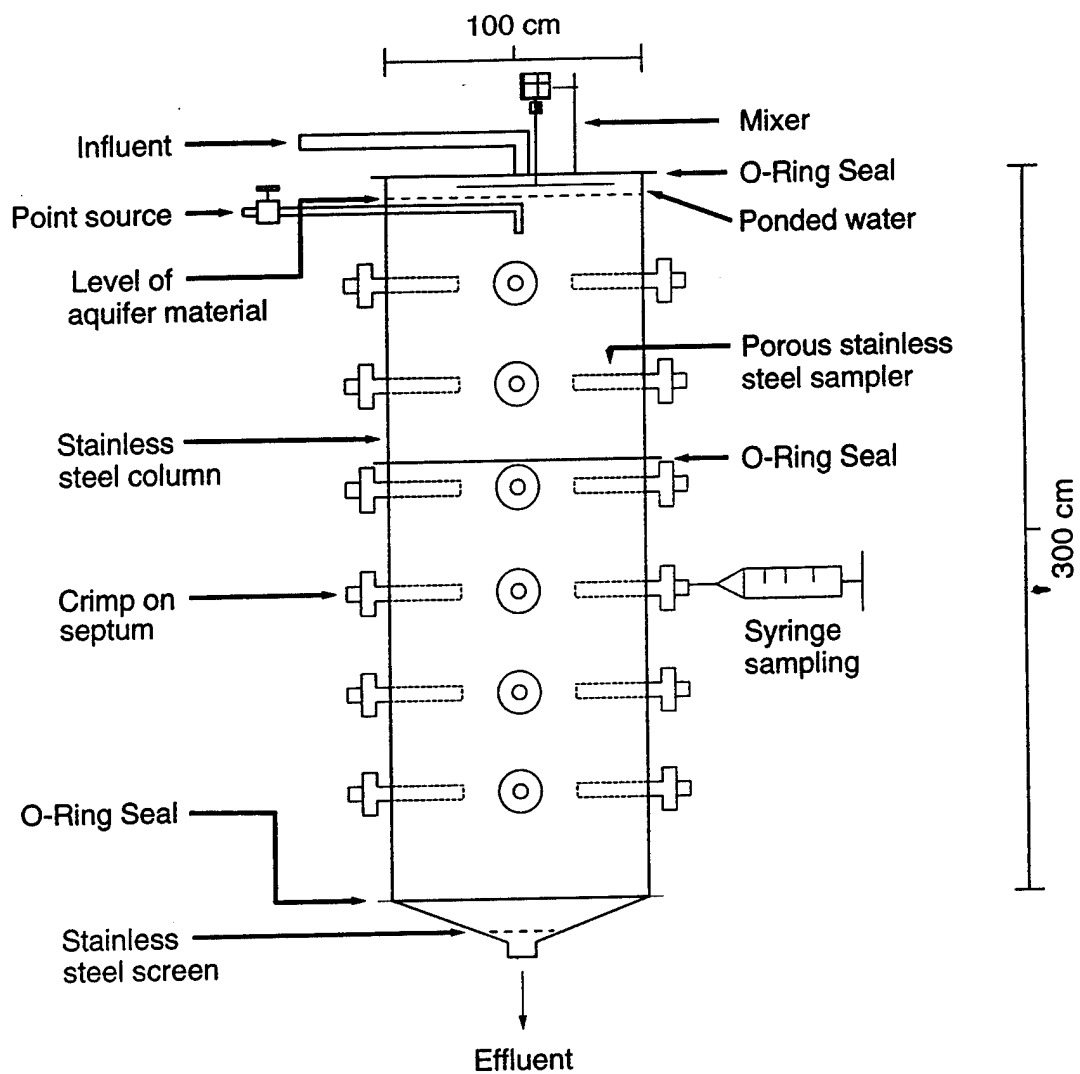 100 cm
Influent
Mixer
O-Ring Seal
Point source
Ponded water
Level of
aquifer material
Porous stainless
steel sampler
Stainless
steel column
O-Ring Seal
300 cm
Crimp on
septum
Syringe
sampling
O-Ring Seal
Stainless
steel screen
Effluent